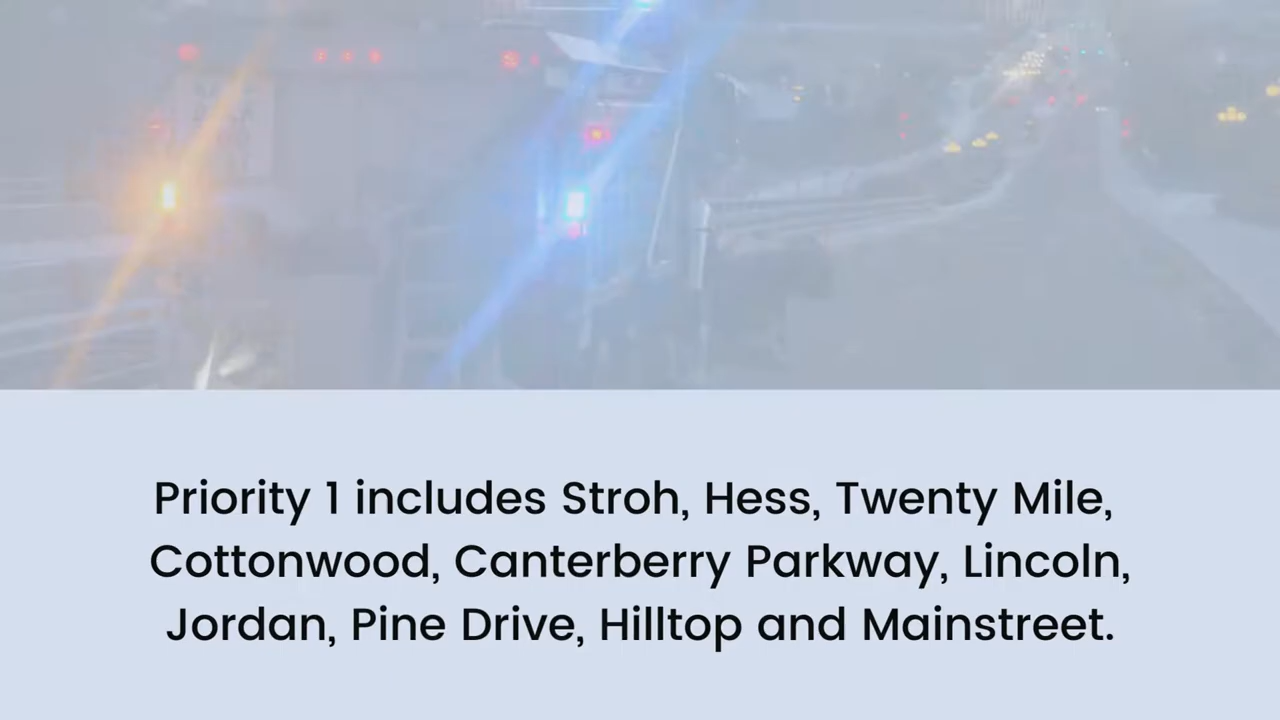 Priority 1 includes Stroh, Hess, Twenty Mile,
Cottonwood, Canterberry Parkway, Lincoln,
Jordan, Pine Drive, Hilltop and Mainstreet.